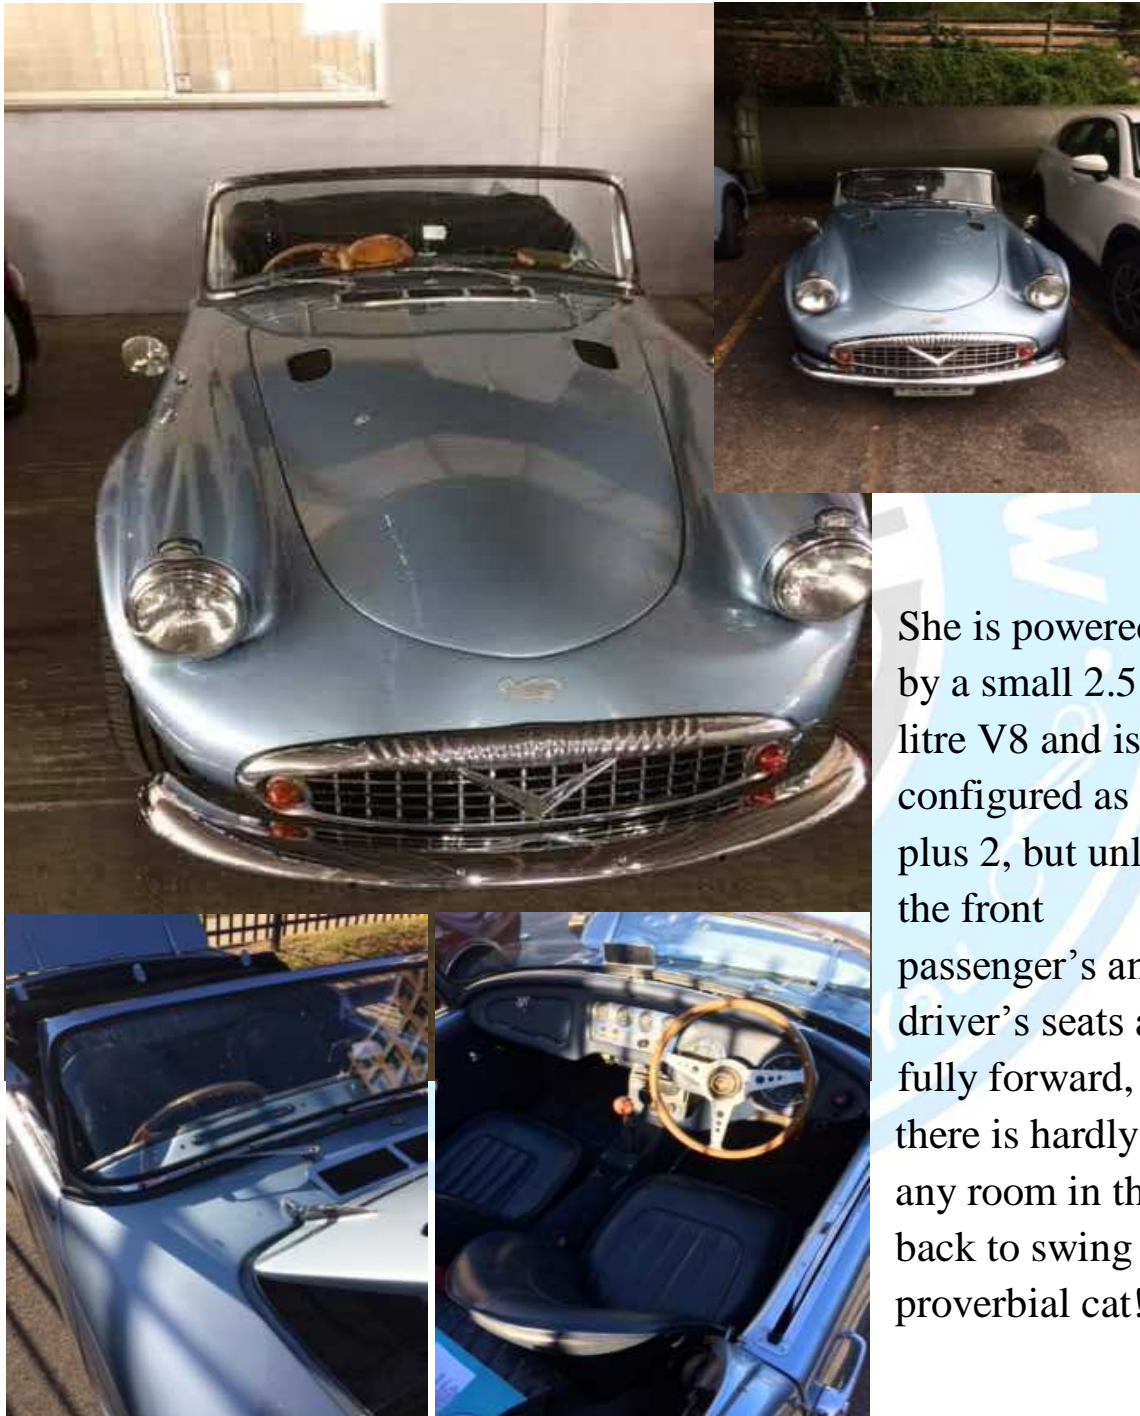 She is powered
by a small 2.5
litre V8 and is
configured as
plus 2, but unl
the front
passenger’s an
driver’s seats a
fully forward,
there is hardly
any room in th
back to swing
proverbial cat!
W
YOU